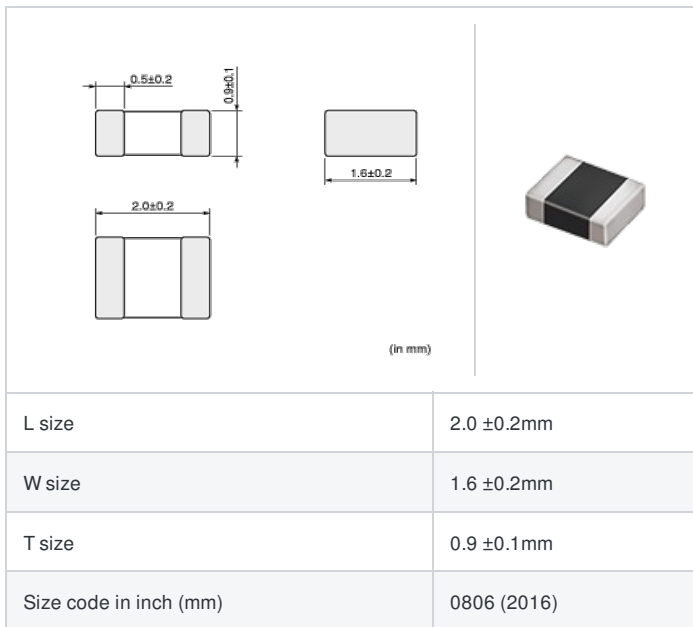 0.5±0.2
0.9±0.1
1.6±0.2
2.0±0.2
(in mm)
L size 2.0 ±0.2mm
W size 1.6 ±0.2mm
T size 0.9 ±0.1mm
Size code in inch (mm) 0806 (2016)